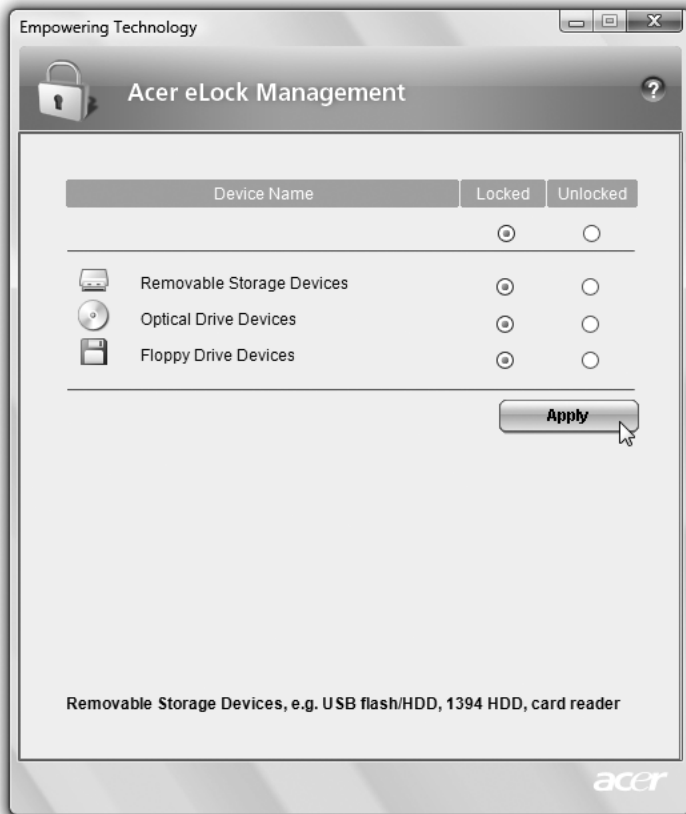 Empowering Technology
Acer eLock Management
?
Device Name Locked Unlocked
Removable Storage Devices
Optical Drive Devices
Floppy Drive Devices
Apply
Removable Storage Devices, e.g. USB flash/HDD, 1394 HDD, card reader
acer